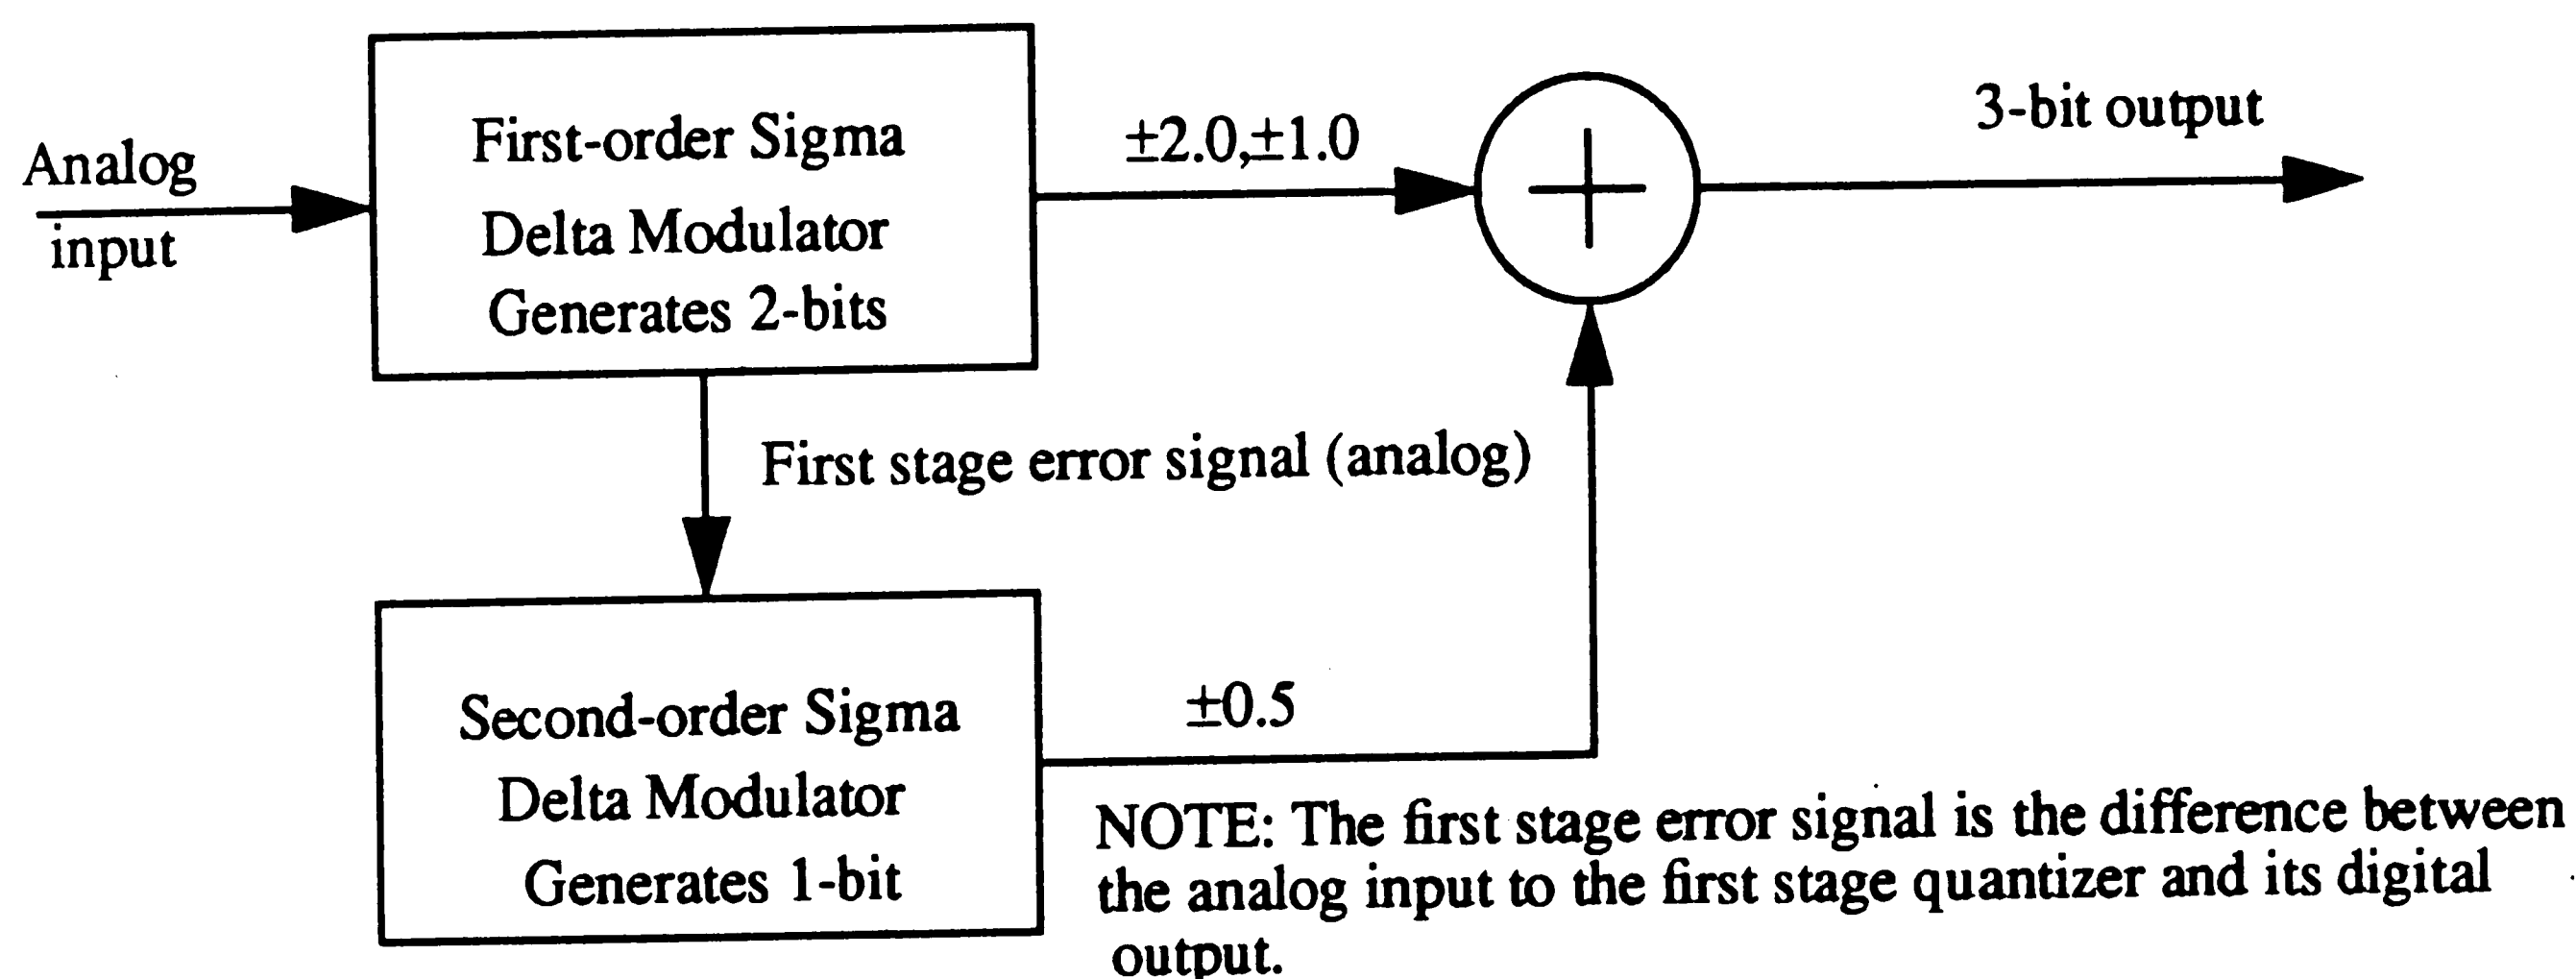 Analog
input
First-order Sigma
Delta Modulator
Generates 2-bits
±2.0,±1.0
3-bit output
First stage error signal (analog)
Second-order Sigma
Delta Modulator
Generates 1-bit
±0.5
NOTE: The first stage error signal is the difference between
the analog input to the first stage quantizer and its digital
output.